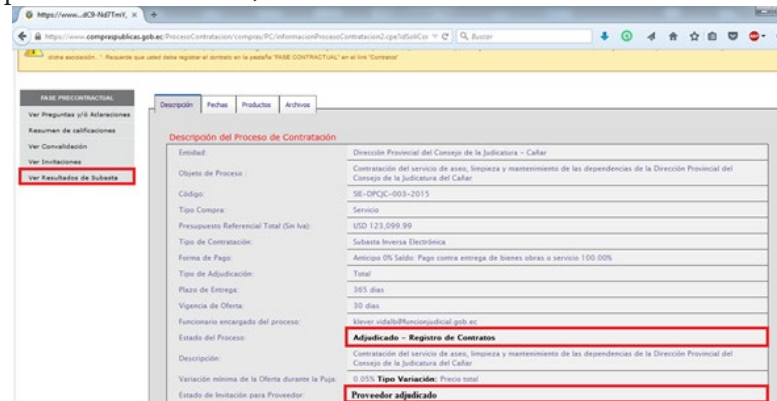 https://www...dC9-Nd7TmY,
https://www.compraspublicas.gob.ec/ProcesoContratacion/compras/PC/informacionProcesoContratacion2.cpe?idSoliCo
Buscar
dicha asociación..". Recuerde que usted debe registrar el contrato en la pestaña "FASE CONTRACTUAL" en el link "Contratos"
FASE PRECONTRACTUAL
Ver Preguntas y/ó Aclaraciones
Resumen de calificaciones
Ver Convalidación
Ver Invitaciones
Ver Resultados de Subasta
Descripción Fechas Productos Archivos
Descripción del Proceso de Contratación
Entidad: Dirección Provincial del Consejo de la Judicatura - Cañar
Objeto de Proceso : Contratación del servicio de aseo, limpieza y mantenimiento de las dependencias de la Dirección Provincial del
Consejo de la Judicatura del Cañar
Código: SIE-DPCJC-003-2015
Tipo Compra: Servicio
Presupuesto Referencial Total (Sin Iva): USD 123,099.99
Tipo de Contratación: Subasta Inversa Electrónica
Forma de Pago: Anticipo 0% Saldo: Pago contra entrega de bienes obras o servicio 100.00%
Tipo de Adjudicación: Total
Plazo de Entrega: 365 dias
Vigencia de Oferta: 30 dias
Funcionario encargado del proceso: klever.vidalb@funcionjudicial.gob.ec
Estado del Proceso: Adjudicado - Registro de Contratos
Descripción: Contratación del servicio de aseo, limpieza y mantenimiento de las dependencias de la Dirección Provincial del
Consejo de la Judicatura del Cañar
Variación mínima de la Oferta durante la Puja: 0.05% Tipo Variación: Precio total
Estado de Invitación para Proveedor: Proveedor adjudicado